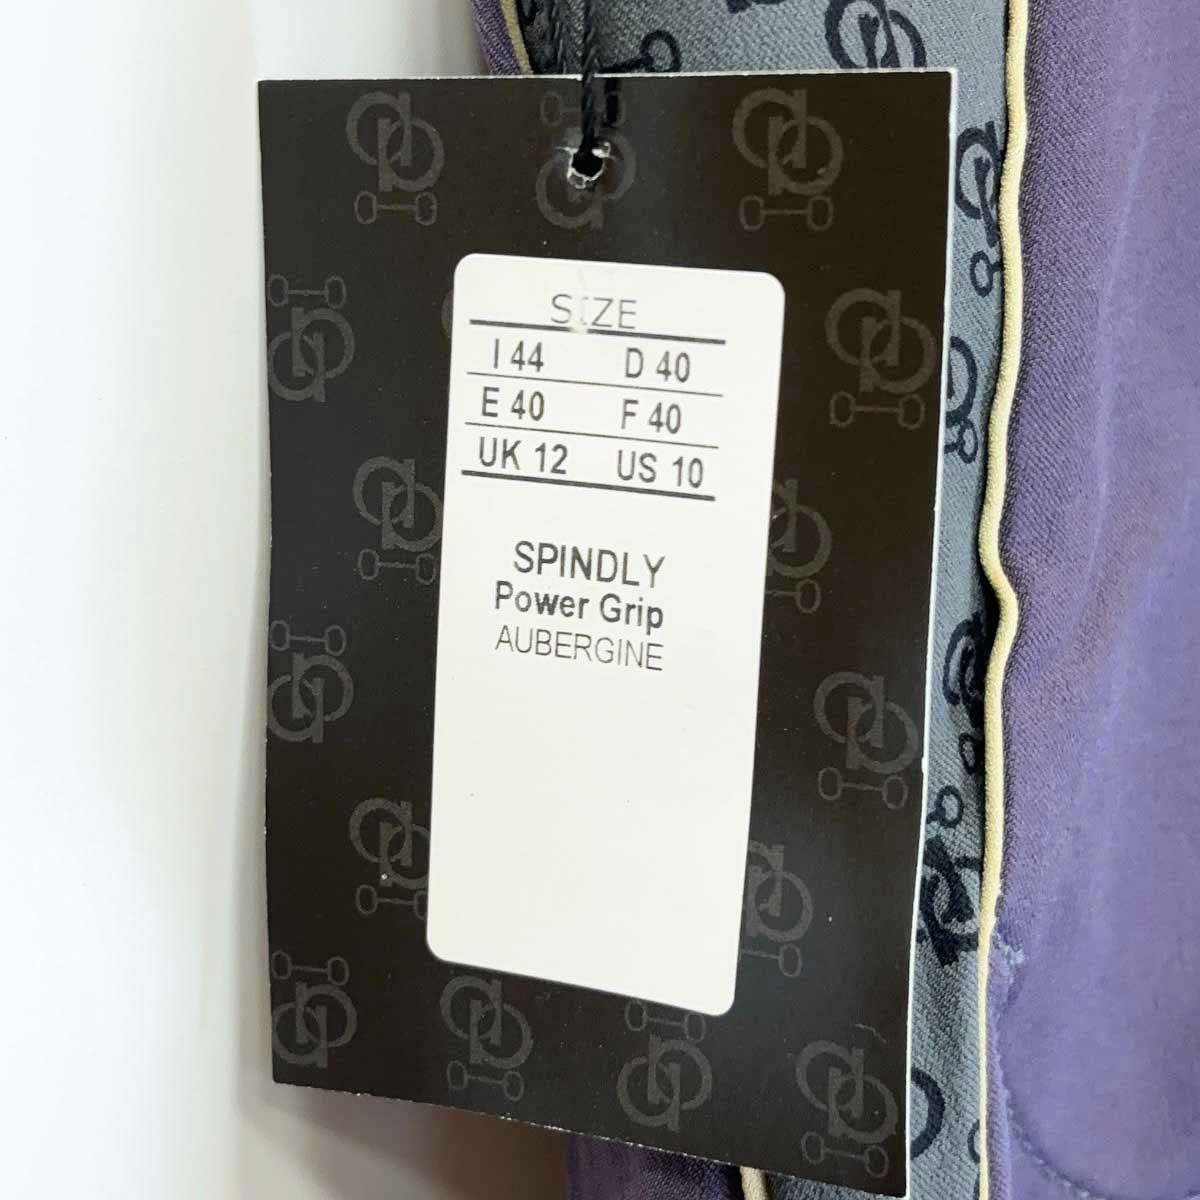 SIZE
I 44 D 40
E 40 F 40
UK 12 US 10
SPINDLY
Power Grip
AUBERGINE